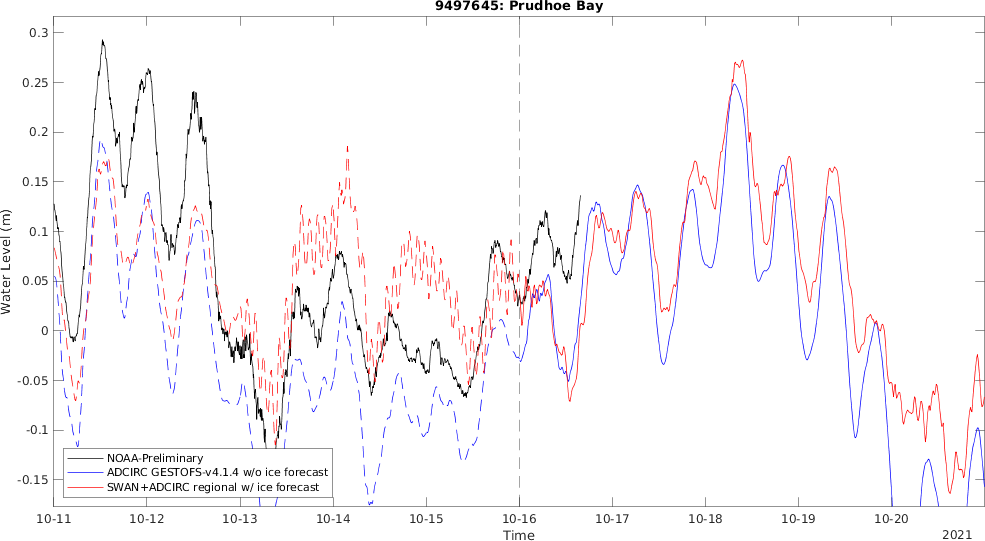 9497645: Prudhoe Bay
0.3
0.25
0.2
0.15
0.1
0.05
0
-0.05
-0.1
-0.15
Water Level (m)
NOAA-Preliminary
ADCIRC GESTOFS-v4.1.4 w/o ice forecast
SWAN+ADCIRC regional w/ ice forecast
10-11 10-12 10-13 10-14 10-15 10-16 10-17 10-18 10-19 10-20
Time
2021